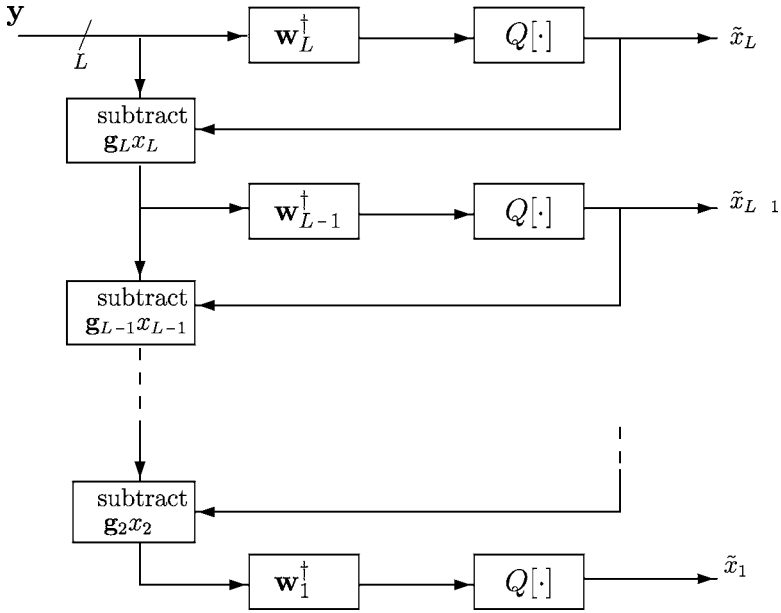 y
L
w†L
Q[·]
x̃L
subtract
gLxL
w†L-1
Q[·]
x̃L 1
subtract
gL-1xL-1
subtract
g2x2
w†1
Q[·]
x̃1